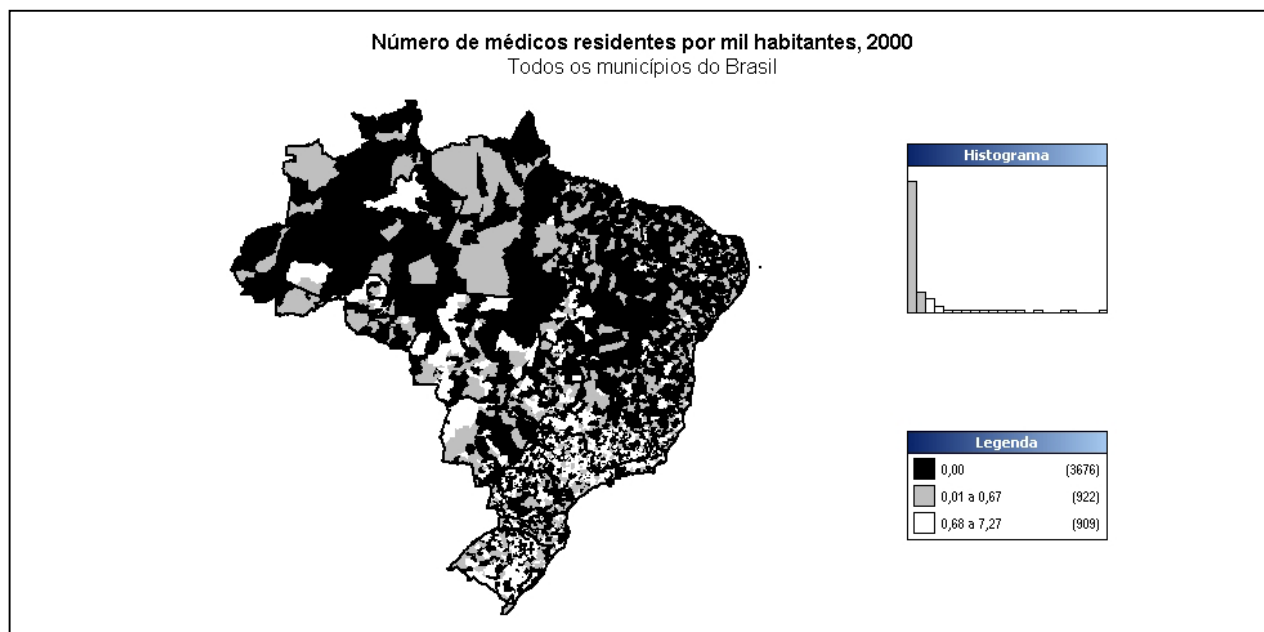 Número de médicos residentes por mil habitantes, 2000
Todos os municípios do Brasil
Histograma
Legenda
0,00 (3676)
0,01 a 0,67 (922)
0,68 a 7,27 (909)